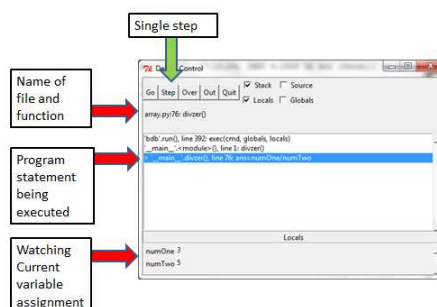 Single step
Debug Control
Go Step Over Out Quit
Stack Source
Locals Globals
Name of
file and
function
array.py:76: divzer()
'bdb'.run(), line 392: exec(cmd, globals, locals)
'__main__'.<module>(), line 1: divzer()
> '__main__'.divzer(), line 76: ans=numOne/numTwo
Program
statement
being
executed
Locals
Watching
Current
variable
assignment
numOne 3
numTwo 5